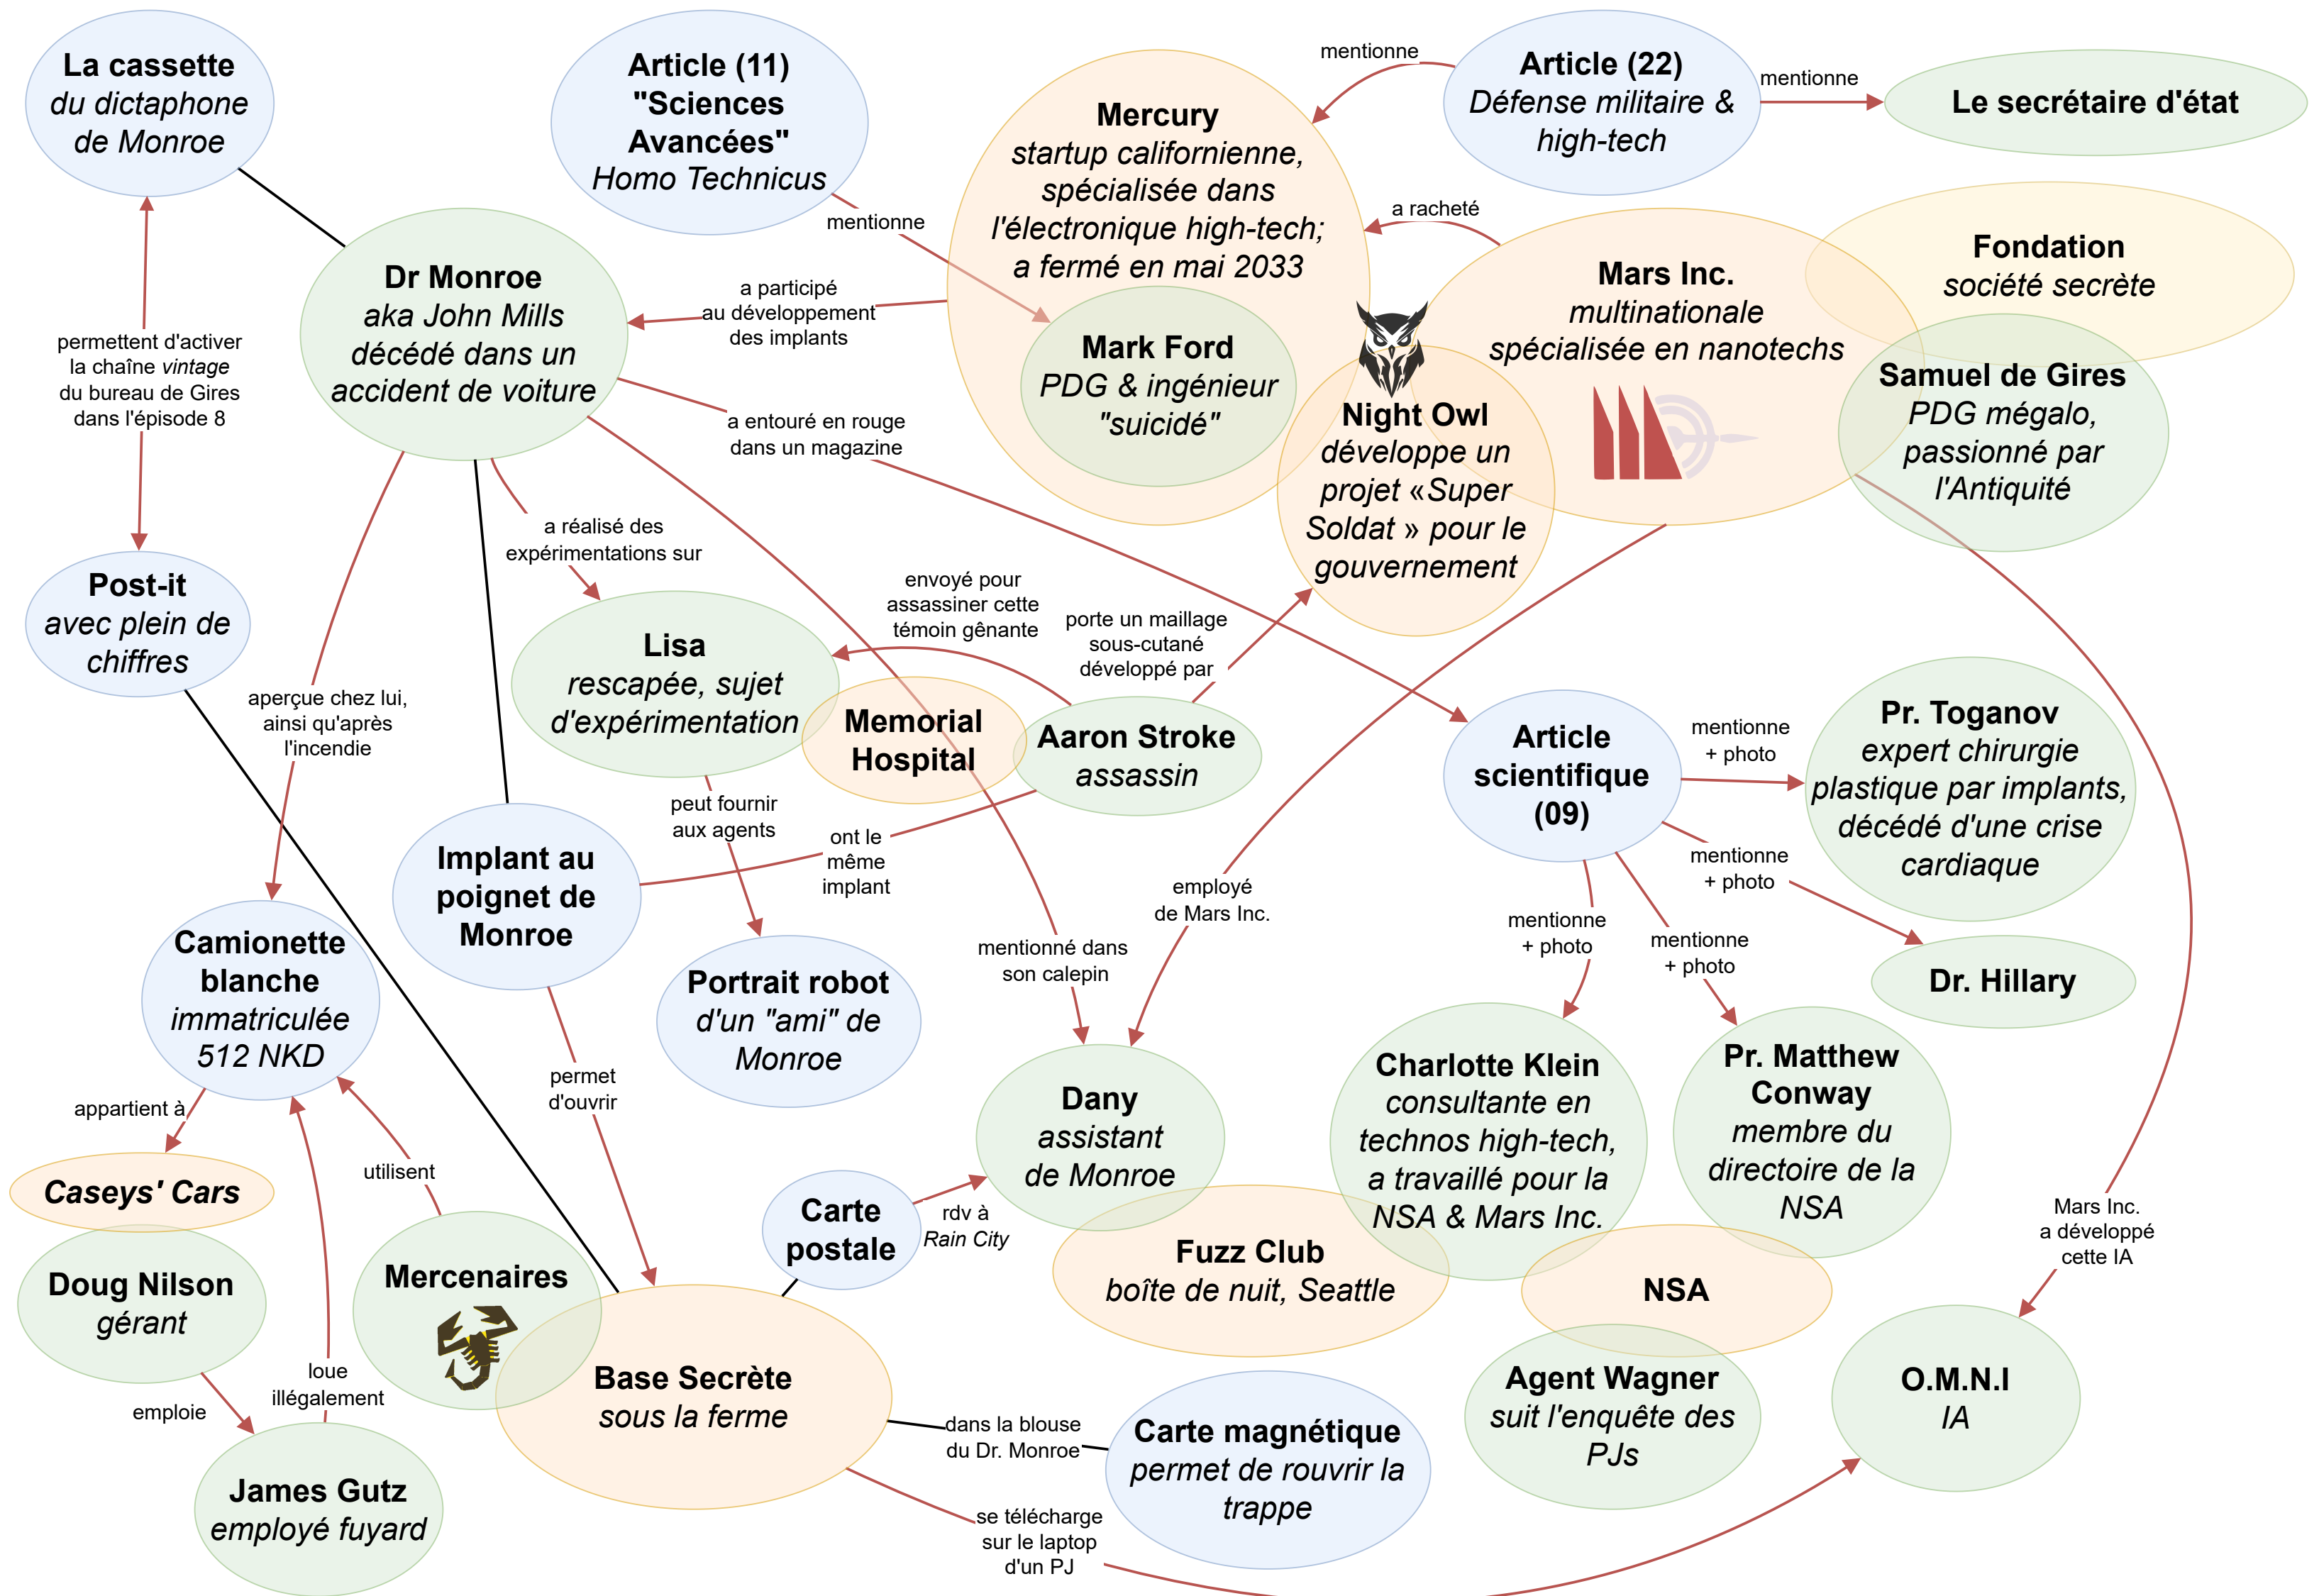 La cassette
du dictaphone
de Monroe
Article (11)
"Sciences
Avancées"
Homo Technicus
mentionne
Article (22)
Défense militaire &
high-tech
mentionne
Le secrétaire d'état
Mercury
startup californienne,
spécialisée dans
l'électronique high-tech;
a fermé en mai 2033
mentionne
a racheté
Fondation
société secrète
Mars Inc.
multinationale
spécialisée en nanotechs
Dr Monroe
aka John Mills
décédé dans un
accident de voiture
a participé
au développement
des implants
Mark Ford
PDG & ingénieur
"suicidé"
Samuel de Gires
PDG mégalo,
passionné par
l'Antiquité
permettent d'activer
la chaîne vintage
du bureau de Gires
dans l'épisode 8
a entouré en rouge
dans un magazine
Night Owl
développe un
projet «Super
Soldat » pour le
gouvernement
a réalisé des
expérimentations sur
Post-it
avec plein de
chiffres
envoyé pour
assassiner cette
témoin gênante
porte un maillage
sous-cutané
développé par
Lisa
rescapée, sujet
d'expérimentation
aperçue chez lui,
ainsi qu'après
l'incendie
Memorial
Hospital
Aaron Stroke
assassin
Article
scientifique
(09)
mentionne
+ photo
Pr. Toganov
expert chirurgie
plastique par implants,
décédé d'une crise
cardiaque
peut fournir
aux agents
ont le
même
implant
Implant au
poignet de
Monroe
employé
de Mars Inc.
mentionne
+ photo
mentionne
+ photo
mentionne
+ photo
Camionette
blanche
immatriculée
512 NKD
mentionné dans
son calepin
Portrait robot
d'un "ami" de
Monroe
Dr. Hillary
permet
d'ouvrir
appartient à
Dany
assistant
de Monroe
Charlotte Klein
consultante en
technos high-tech,
a travaillé pour la
NSA & Mars Inc.
Pr. Matthew
Conway
membre du
directoire de la
NSA
utilisent
Caseys' Cars
Carte
postale
rdv à
Rain City
Mars Inc.
a développé
cette IA
Doug Nilson
gérant
Mercenaires
Fuzz Club
boîte de nuit, Seattle
NSA
loue
illégalement
emploie
Base Secrète
sous la ferme
Agent Wagner
suit l'enquête des
PJs
O.M.N.I
IA
dans la blouse
du Dr. Monroe
Carte magnétique
permet de rouvrir la
trappe
James Gutz
employé fuyard
se télécharge
sur le laptop
d'un PJ